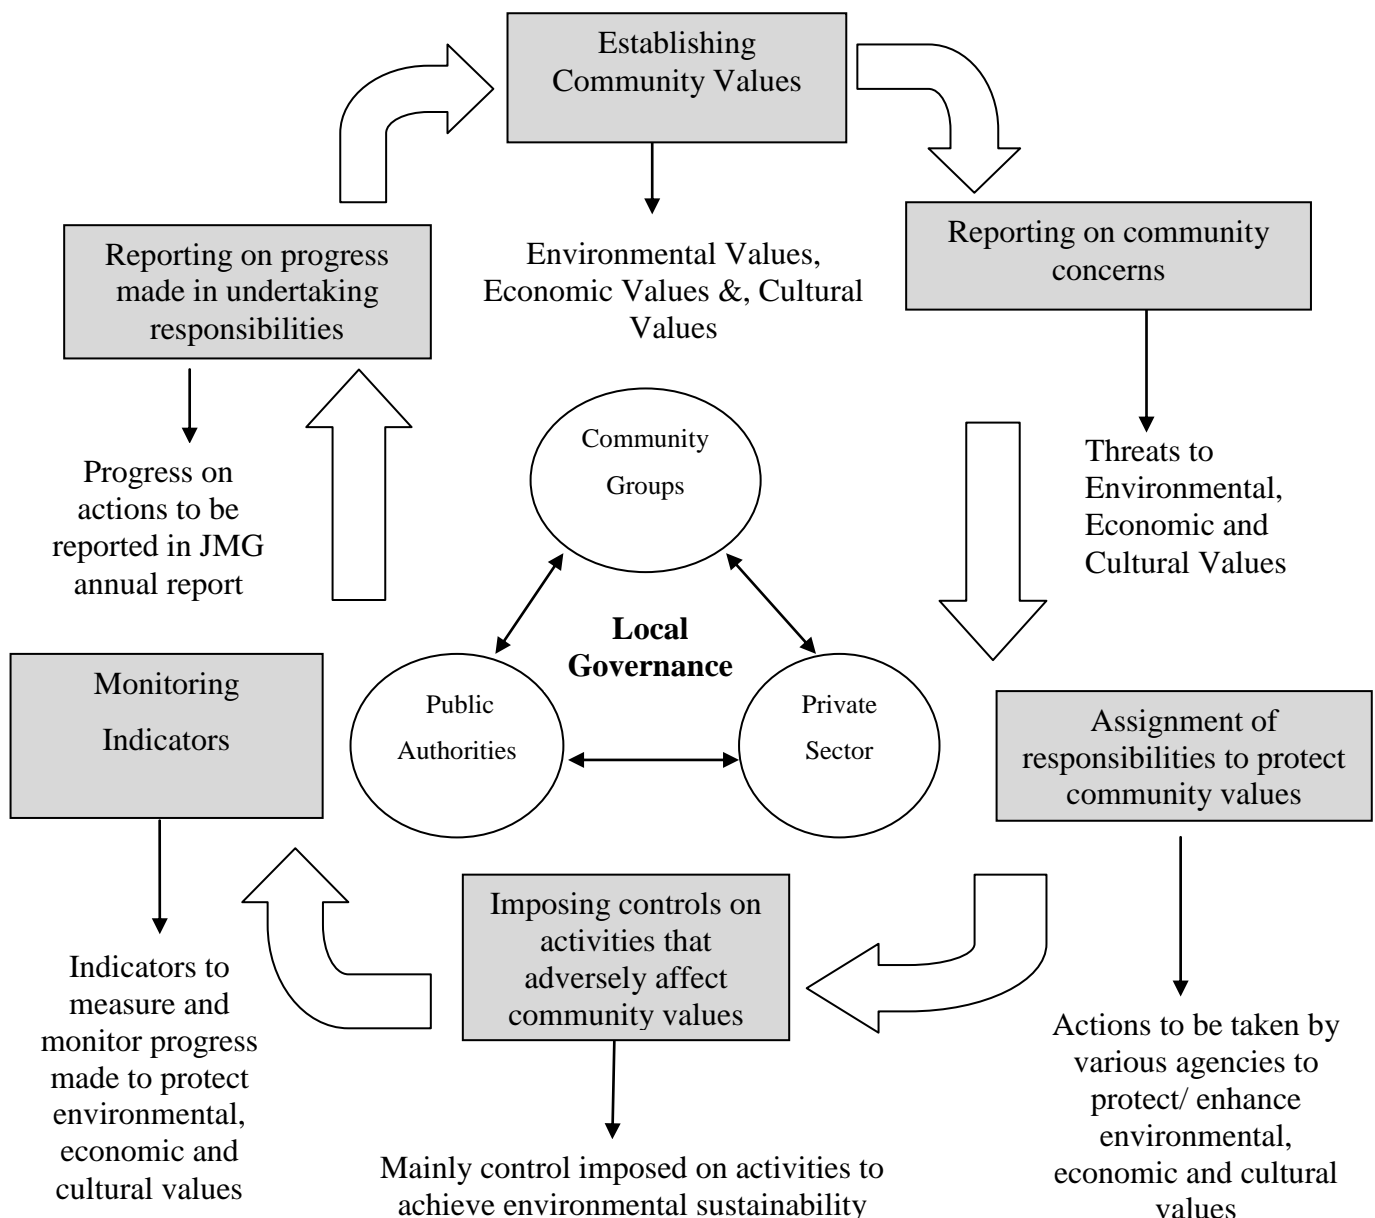 Establishing
Community Values
Reporting on community
concerns
Reporting on progress
made in undertaking
responsibilities
Environmental Values,
Economic Values &, Cultural
Values
Community
Groups
Threats to
Environmental,
Economic and
Cultural Values
Progress on
actions to be
reported in JMG
annual report
Local
Governance
Monitoring
Indicators
Public
Authorities
Private
Sector
Assignment of
responsibilities to protect
community values
Imposing controls on
activities that
adversely affect
community values
Indicators to
measure and
monitor progress
made to protect
environmental,
economic and
cultural values
Actions to be taken by
various agencies to
protect/ enhance
environmental,
economic and cultural
values
Mainly control imposed on activities to
achieve environmental sustainability